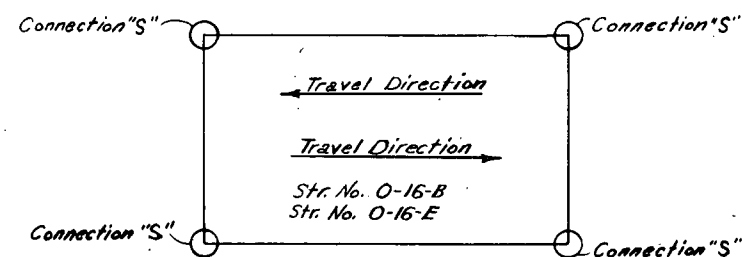 Connection "S"
Connection "S"
Travel Direction
Travel Direction
Str. No. O-16-B
Str. No. O-16-E
Connection "S"
Connection "S"